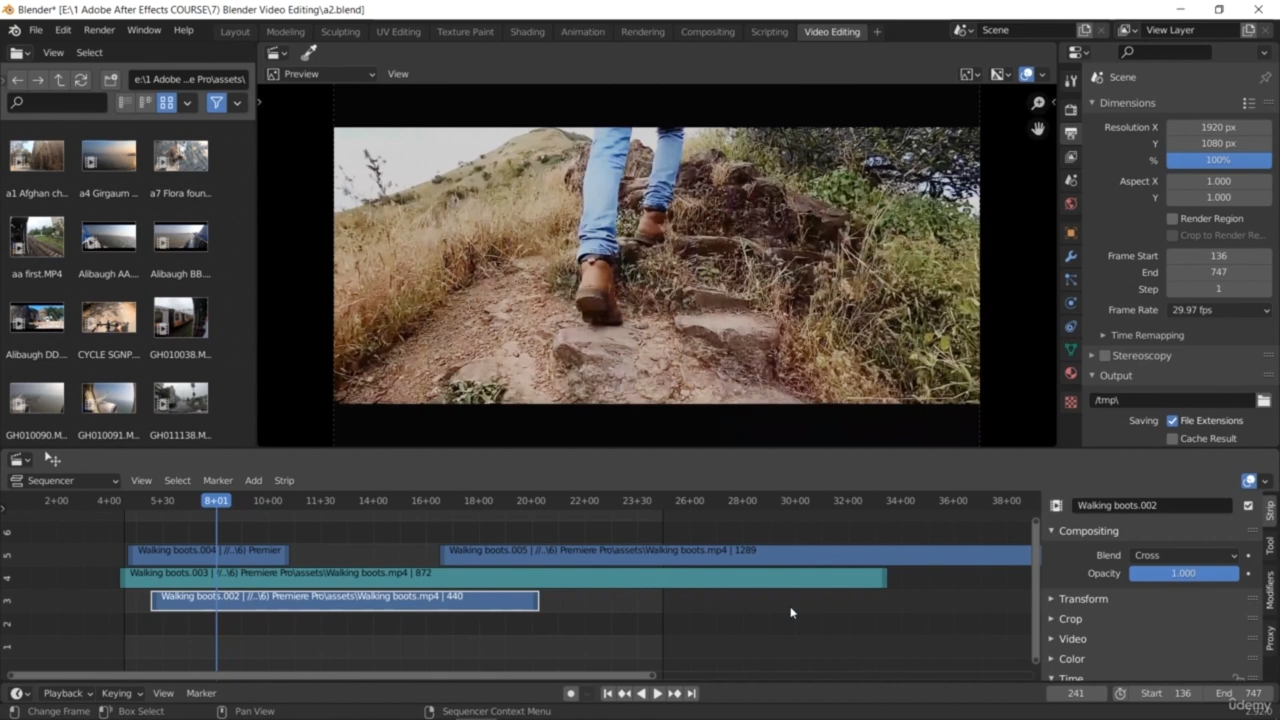 Blender* [E:\1 Adobe After Effects COURSE\7) Blender Video Editing\a2.blend]
File Edit Render Window Help Layout Modeling Sculpting UV Editing Texture Paint Shading Animation Rendering Compositing Scripting Video Editing + Scene View Layer
View Select
e:\1 Adobe ...e Pro\assets\ Preview View Scene
Dimensions
Resolution X 1920 px
Y 1080 px
% 100%
Aspect X 1.000
Y 1.000
Render Region
Crop to Render Re...
Frame Start 136
End 747
Step 1
Frame Rate 29.97 fps
Time Remapping
Stereoscopy
Output
/tmp\
Saving File Extensions
Cache Result
a1 Afghan ch... a4 Girgaum ... a7 Flora foun...
aa first.MP4 Alibaugh AA.... Alibaugh BB....
Alibaugh DD.... CYCLE SGNP... GH010038.M...
GH010090.M... GH010091.M... GH011138.M...
Sequencer View Select Marker Add Strip
2+00 4+00 5+30 8+01 10+00 11+30 14+00 16+00 18+00 20+00 22+00 23+30 26+00 28+00 30+00 32+00 34+00 36+00 38+00
6
5 Walking boots.004 | //..\6) Premier Walking boots.005 | //..\6) Premiere Pro\assets\Walking boots.mp4 | 1289
4 Walking boots.003 | //..\6) Premiere Pro\assets\Walking boots.mp4 | 872
3 Walking boots.002 | //..\6) Premiere Pro\assets\Walking boots.mp4 | 440
2
1
Walking boots.002
Compositing
Blend Cross
Opacity 1.000
Transform
Crop
Video
Color
Time
Strip
Tool
Modifiers
Proxy
Playback Keying View Marker 241 Start 136 End 747
Change Frame Box Select Pan View Sequencer Context Menu 2.92.0
udemy